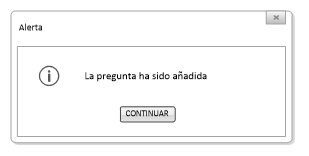 Alerta
La pregunta ha sido añadida
CONTINUAR